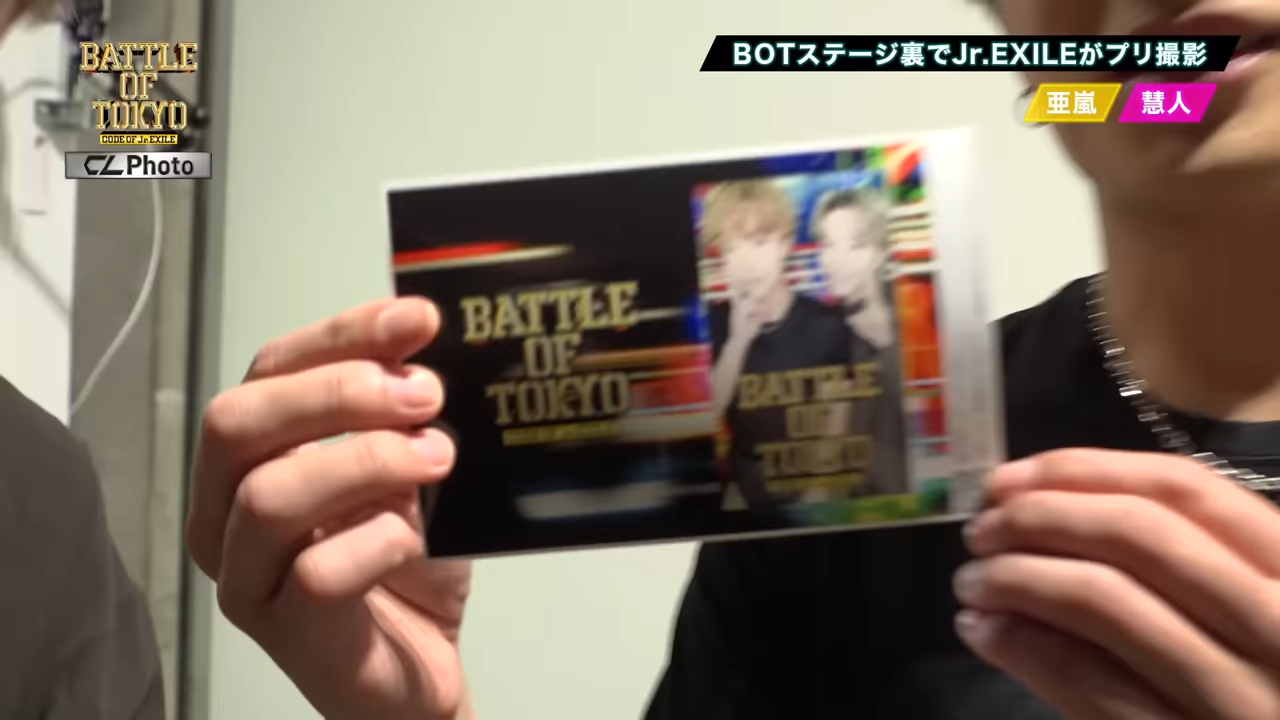 BATTLE
OF
TOKYO
CODE OF Jr.EXILE
CL Photo
BOTステージ裏でJr.EXILEがプリ撮影
亜嵐
慧人
BATTLE
OF
TOKYO
BATTLE
OF
TOKYO